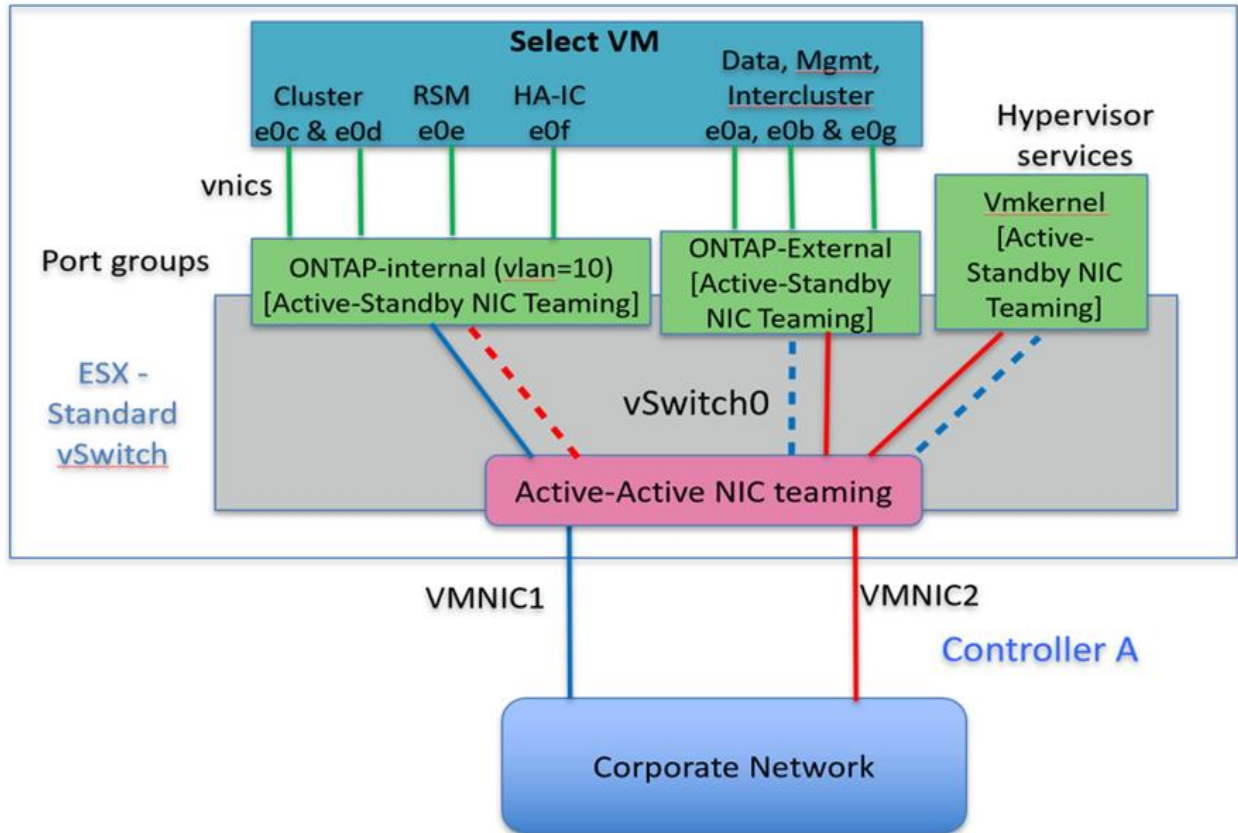 Select VM
Cluster
e0c & e0d
RSM
e0e
HA-IC
e0f
Data, Mgmt,
Intercluster
e0a, e0b & e0g
Hypervisor
services
vnics
Port groups
ONTAP-internal (vlan=10)
[Active-Standby NIC Teaming]
ONTAP-External
[Active-Standby
NIC Teaming]
Vmkernel
[Active-
Standby NIC
Teaming]
ESX -
Standard
vSwitch
vSwitch0
Active-Active NIC teaming
VMNIC1
VMNIC2
Controller A
Corporate Network